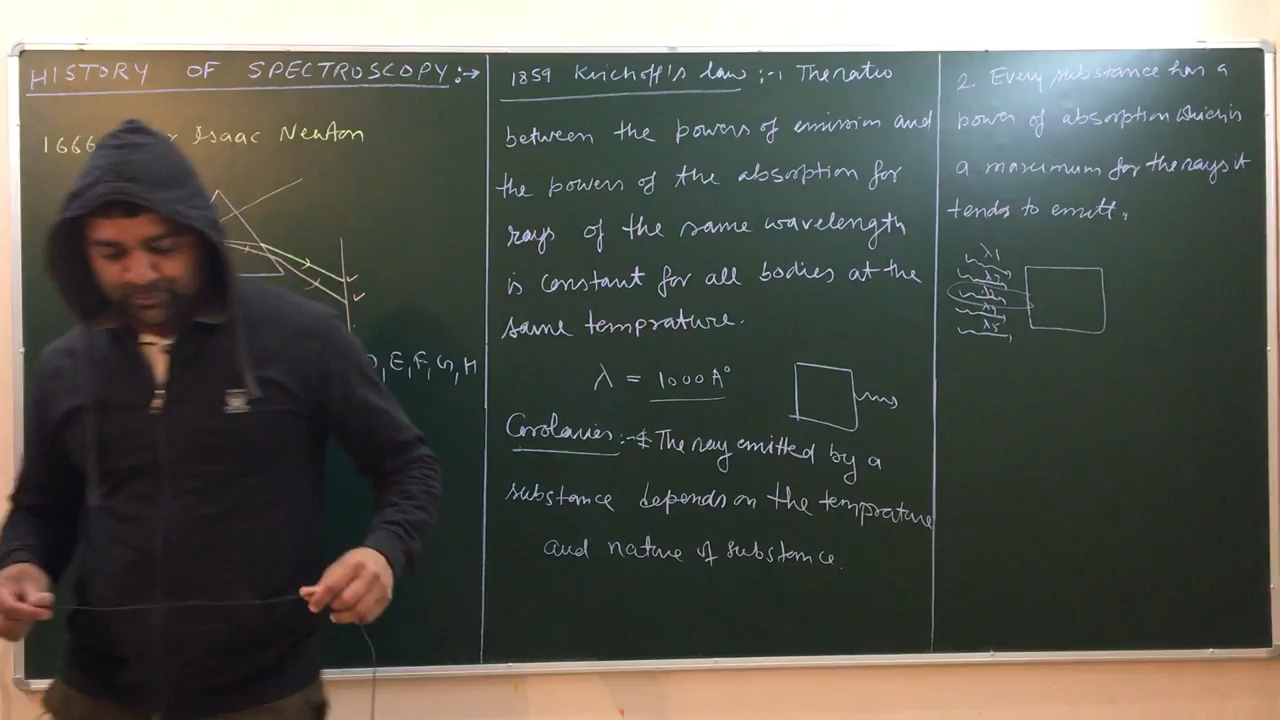 HISTORY OF SPECTROSCOPY:→
1666 Isaac Newton
E, F, G, H
1859 Kirichoff's law :-, The ratio
between the powers of emission and
the powers of the absorption for
rays of the same wavelength
is constant for all bodies at the
same temprature.
λ = 1000 A°
Corolaries:- The ray emitted by a
substance depends on the temprature
and nature of substance.
2. Every substance has a
power of absorption which is
a maximum for the rays it
tends to emitt.
λ1
λ2
λ3
λ4
λ5